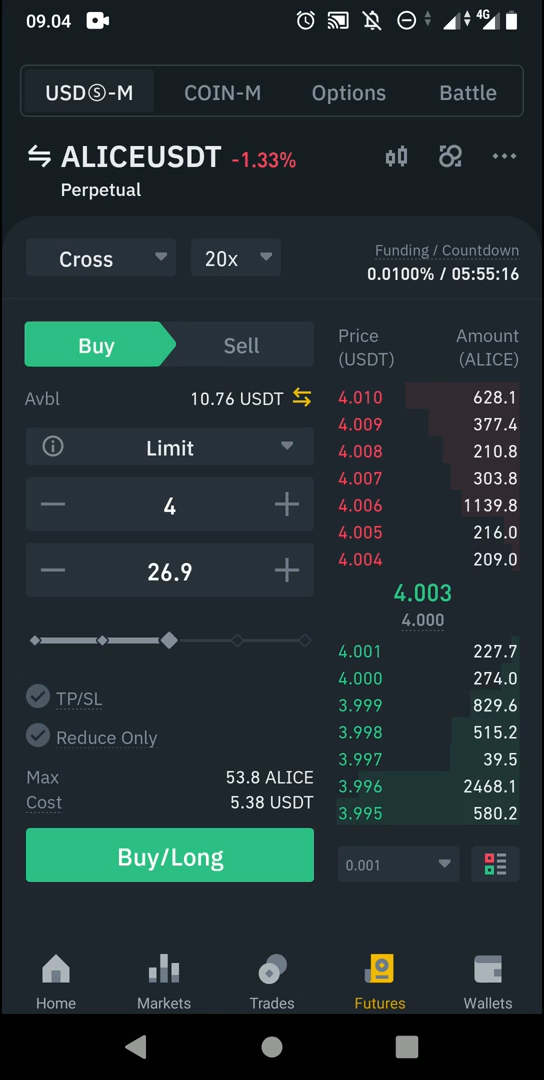 09.04 4G
USDⓈ-M COIN-M Options Battle
ALICEUSDT -1.33%
Perpetual
Cross 20x
Funding / Countdown
0.0100% / 05:55:16
Buy Sell
Avbl 10.76 USDT
Limit
4
26.9
TP/SL
Reduce Only
Max 53.8 ALICE
Cost 5.38 USDT
Buy/Long
Price Amount
(USDT) (ALICE)
4.010 628.1
4.009 377.4
4.008 210.8
4.007 303.8
4.006 1139.8
4.005 216.0
4.004 209.0
4.003
4.000
4.001 227.7
4.000 274.0
3.999 829.6
3.998 515.2
3.997 39.5
3.996 2468.1
3.995 580.2
0.001
Home Markets Trades Futures Wallets